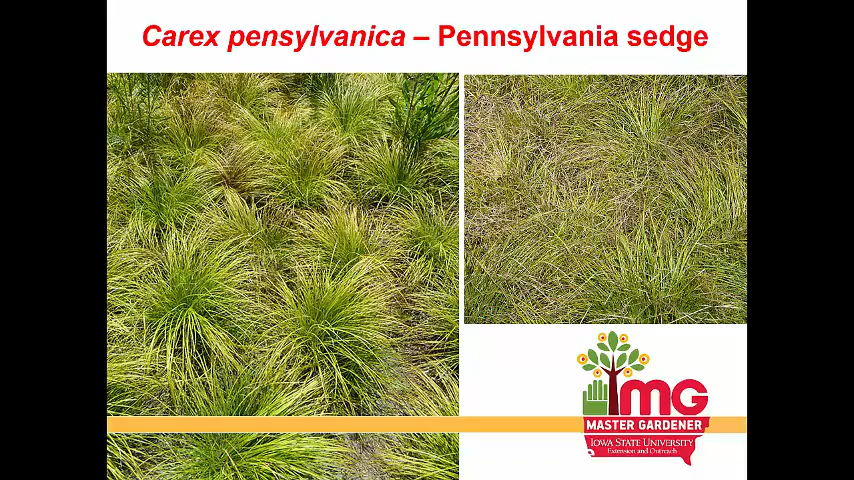 Carex pensylvanica – Pennsylvania sedge
MG
MASTER GARDENER
IOWA STATE UNIVERSITY
Extension and Outreach